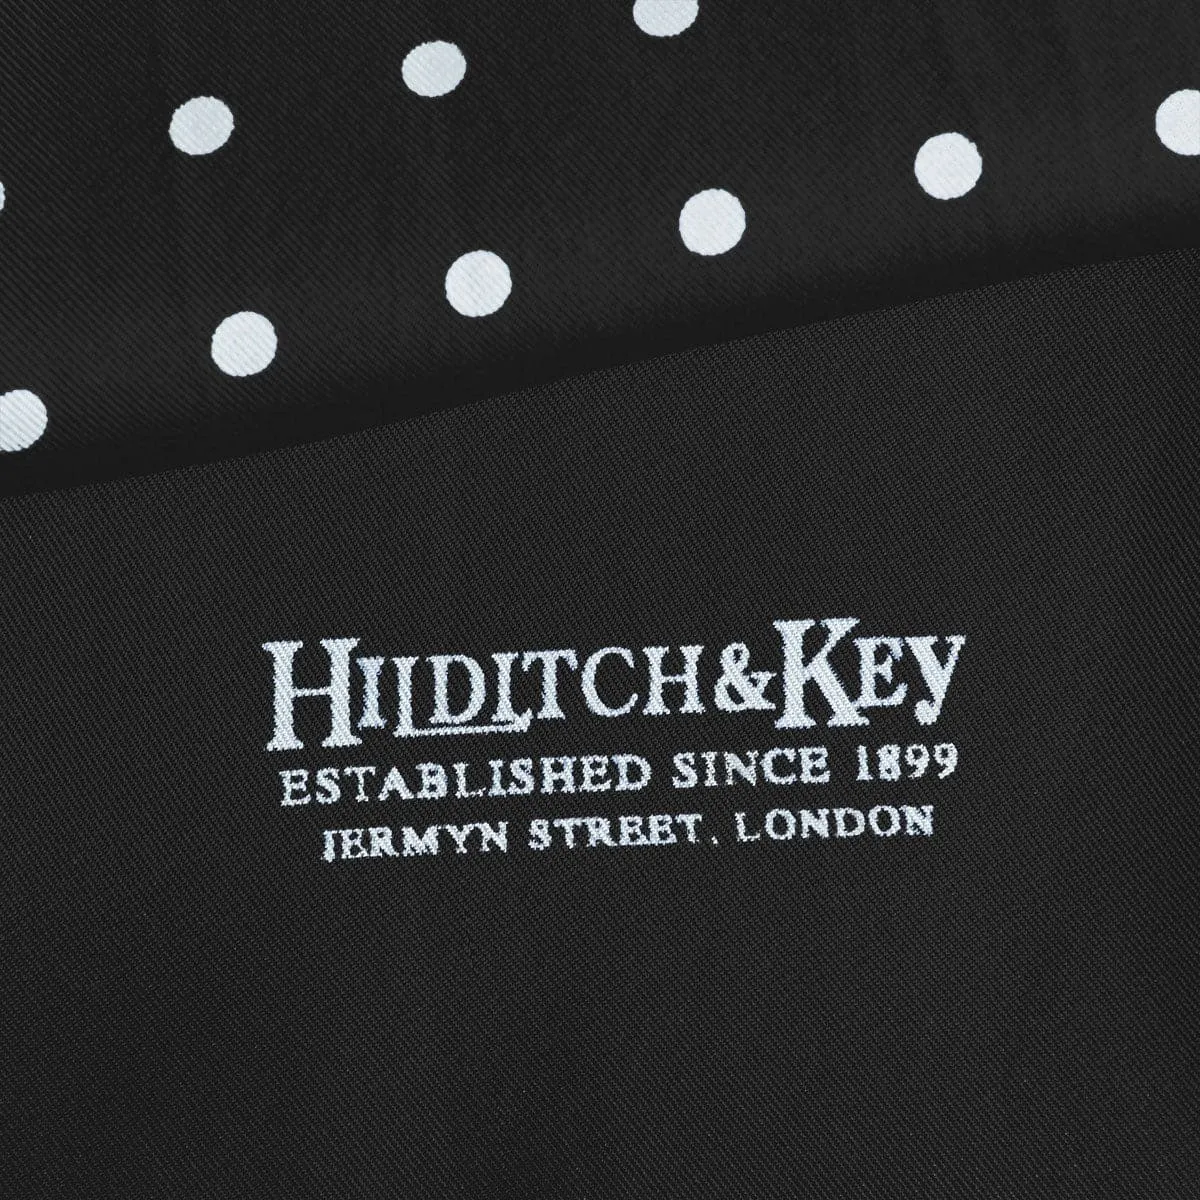 HILDITCH & KEY
ESTABLISHED SINCE 1899
JERMYN STREET, LONDON